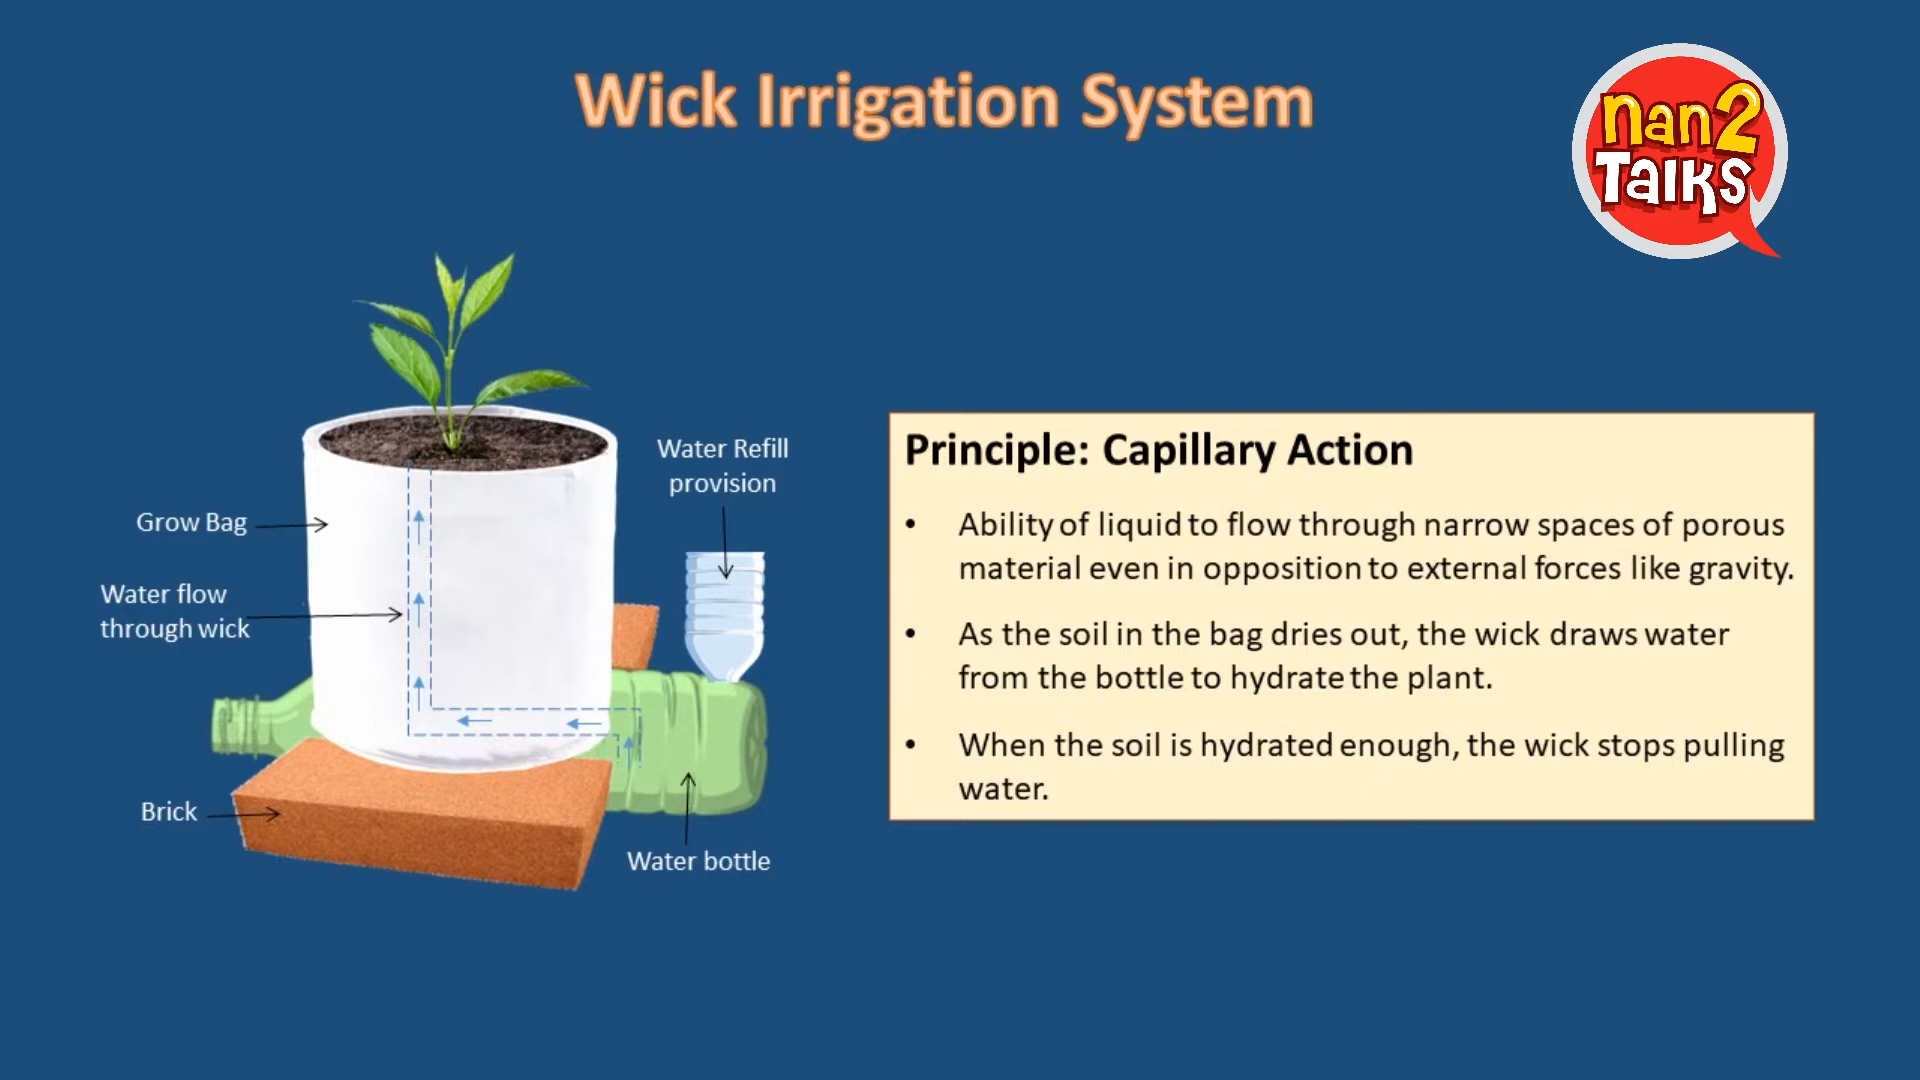 Wick Irrigation System
nan2
Talks
Water Refill
provision
Grow Bag
Water flow
through wick
Brick
Water bottle
Principle: Capillary Action
• Ability of liquid to flow through narrow spaces of porous
material even in opposition to external forces like gravity.
• As the soil in the bag dries out, the wick draws water
from the bottle to hydrate the plant.
• When the soil is hydrated enough, the wick stops pulling
water.